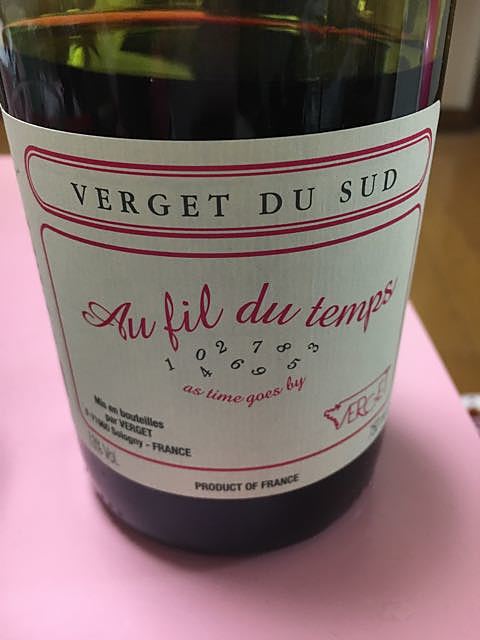 VERGET DU SUD
Au fil du temps
1 0 2 7 8 3
4 6 9 5
as time goes by
Mis en bouteilles
par VERGET
Sologny - FRANCE
VERGET
PRODUCT OF FRANCE